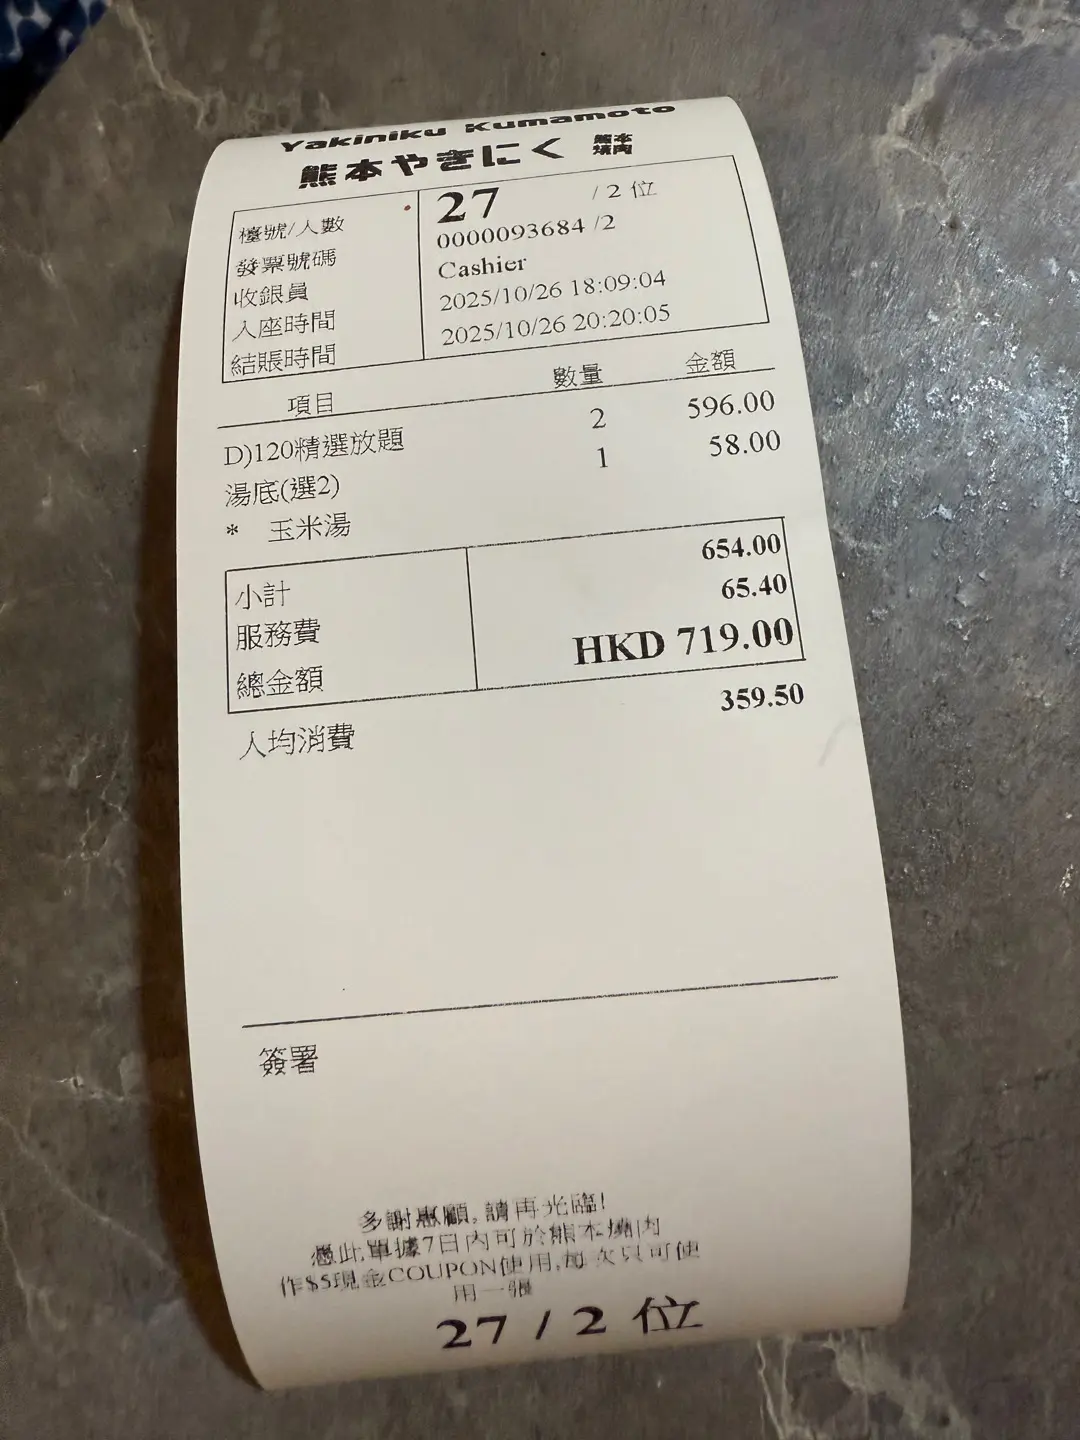 Yakiniku Kumamoto
熊本やきにく 熊本焼肉
檯號/人數 27 / 2 位
發票號碼 0000093684 /2
收銀員 Cashier
入座時間 2025/10/26 18:09:04
結賬時間 2025/10/26 20:20:05
項目 數量 金額
D)120精選放題 2 596.00
湯底(選2) 1 58.00
* 玉米湯
小計 654.00
服務費 65.40
總金額 HKD 719.00
人均消費 359.50
簽署
多謝惠顧,請再光臨!
憑此單據7日內可於熊本燒肉
作$5現金COUPON使用,每次只可使
用一張
27 / 2 位